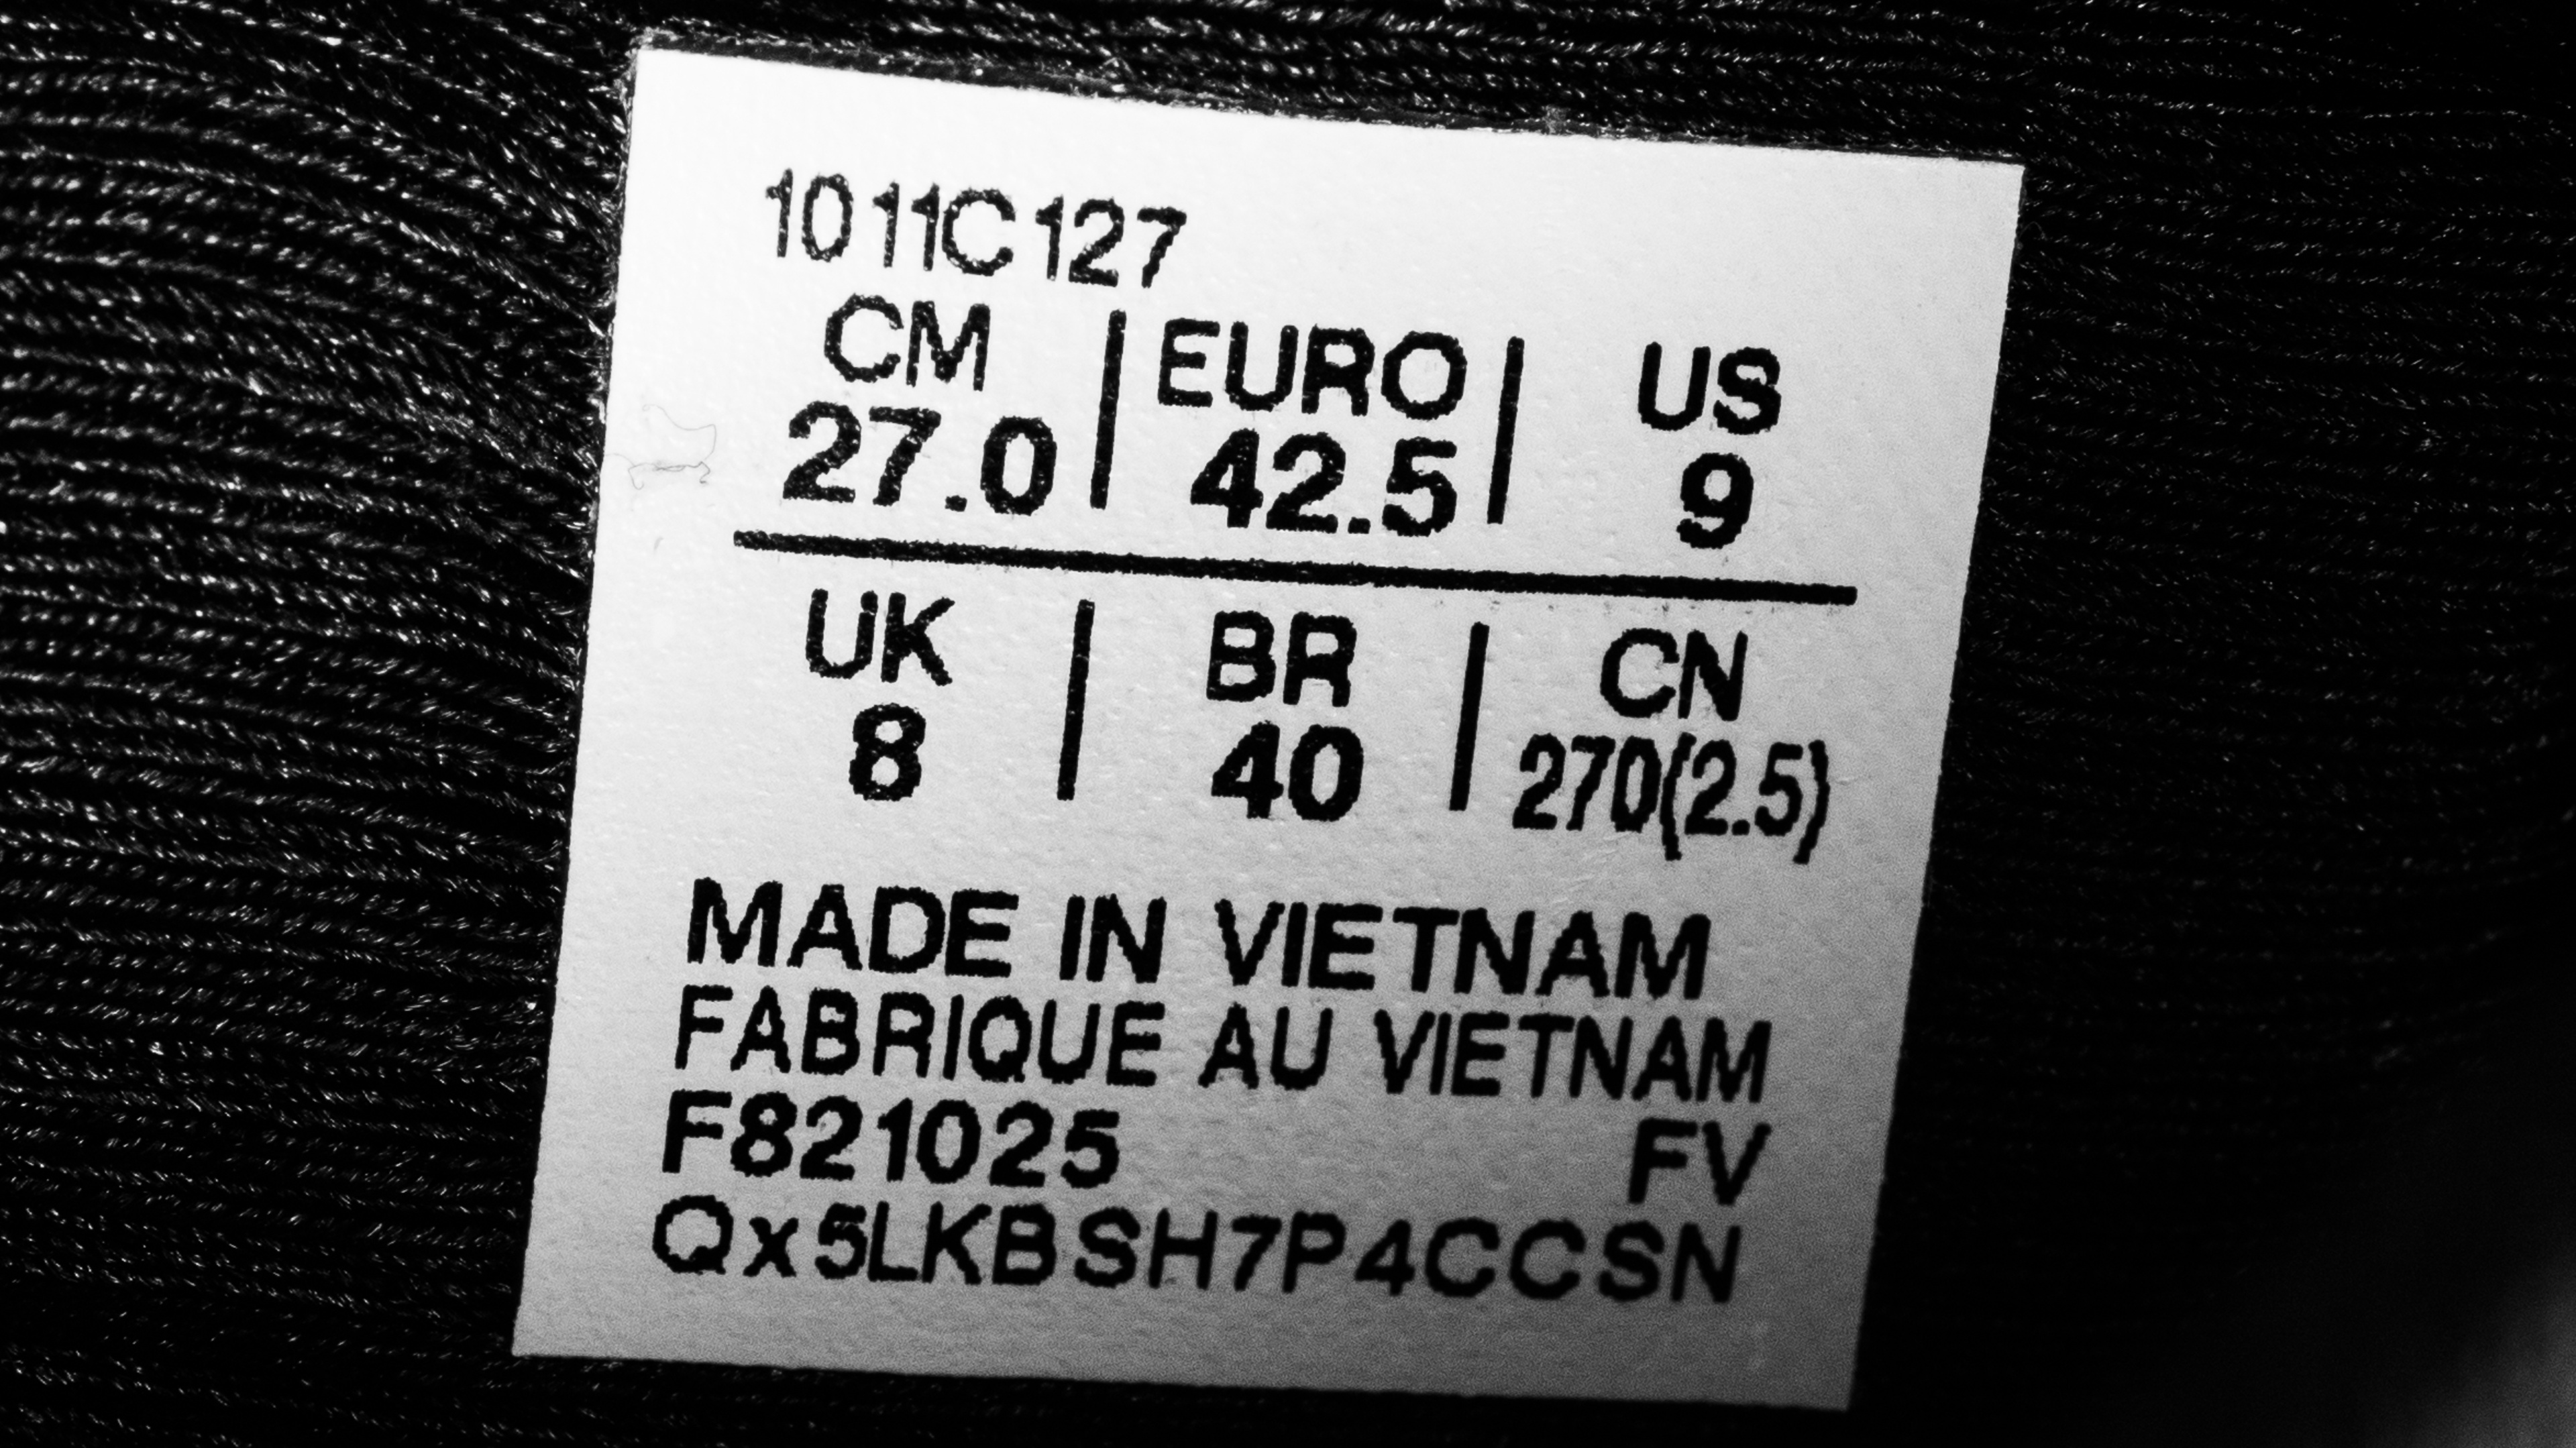 1011C127
CM | EURO | US
27.0 | 42.5 | 9
UK | BR | CN
8 | 40 | 270(2.5)
MADE IN VIETNAM
FABRIQUE AU VIETNAM
F821025 FV
Qx5LKBSH7P4CCSN